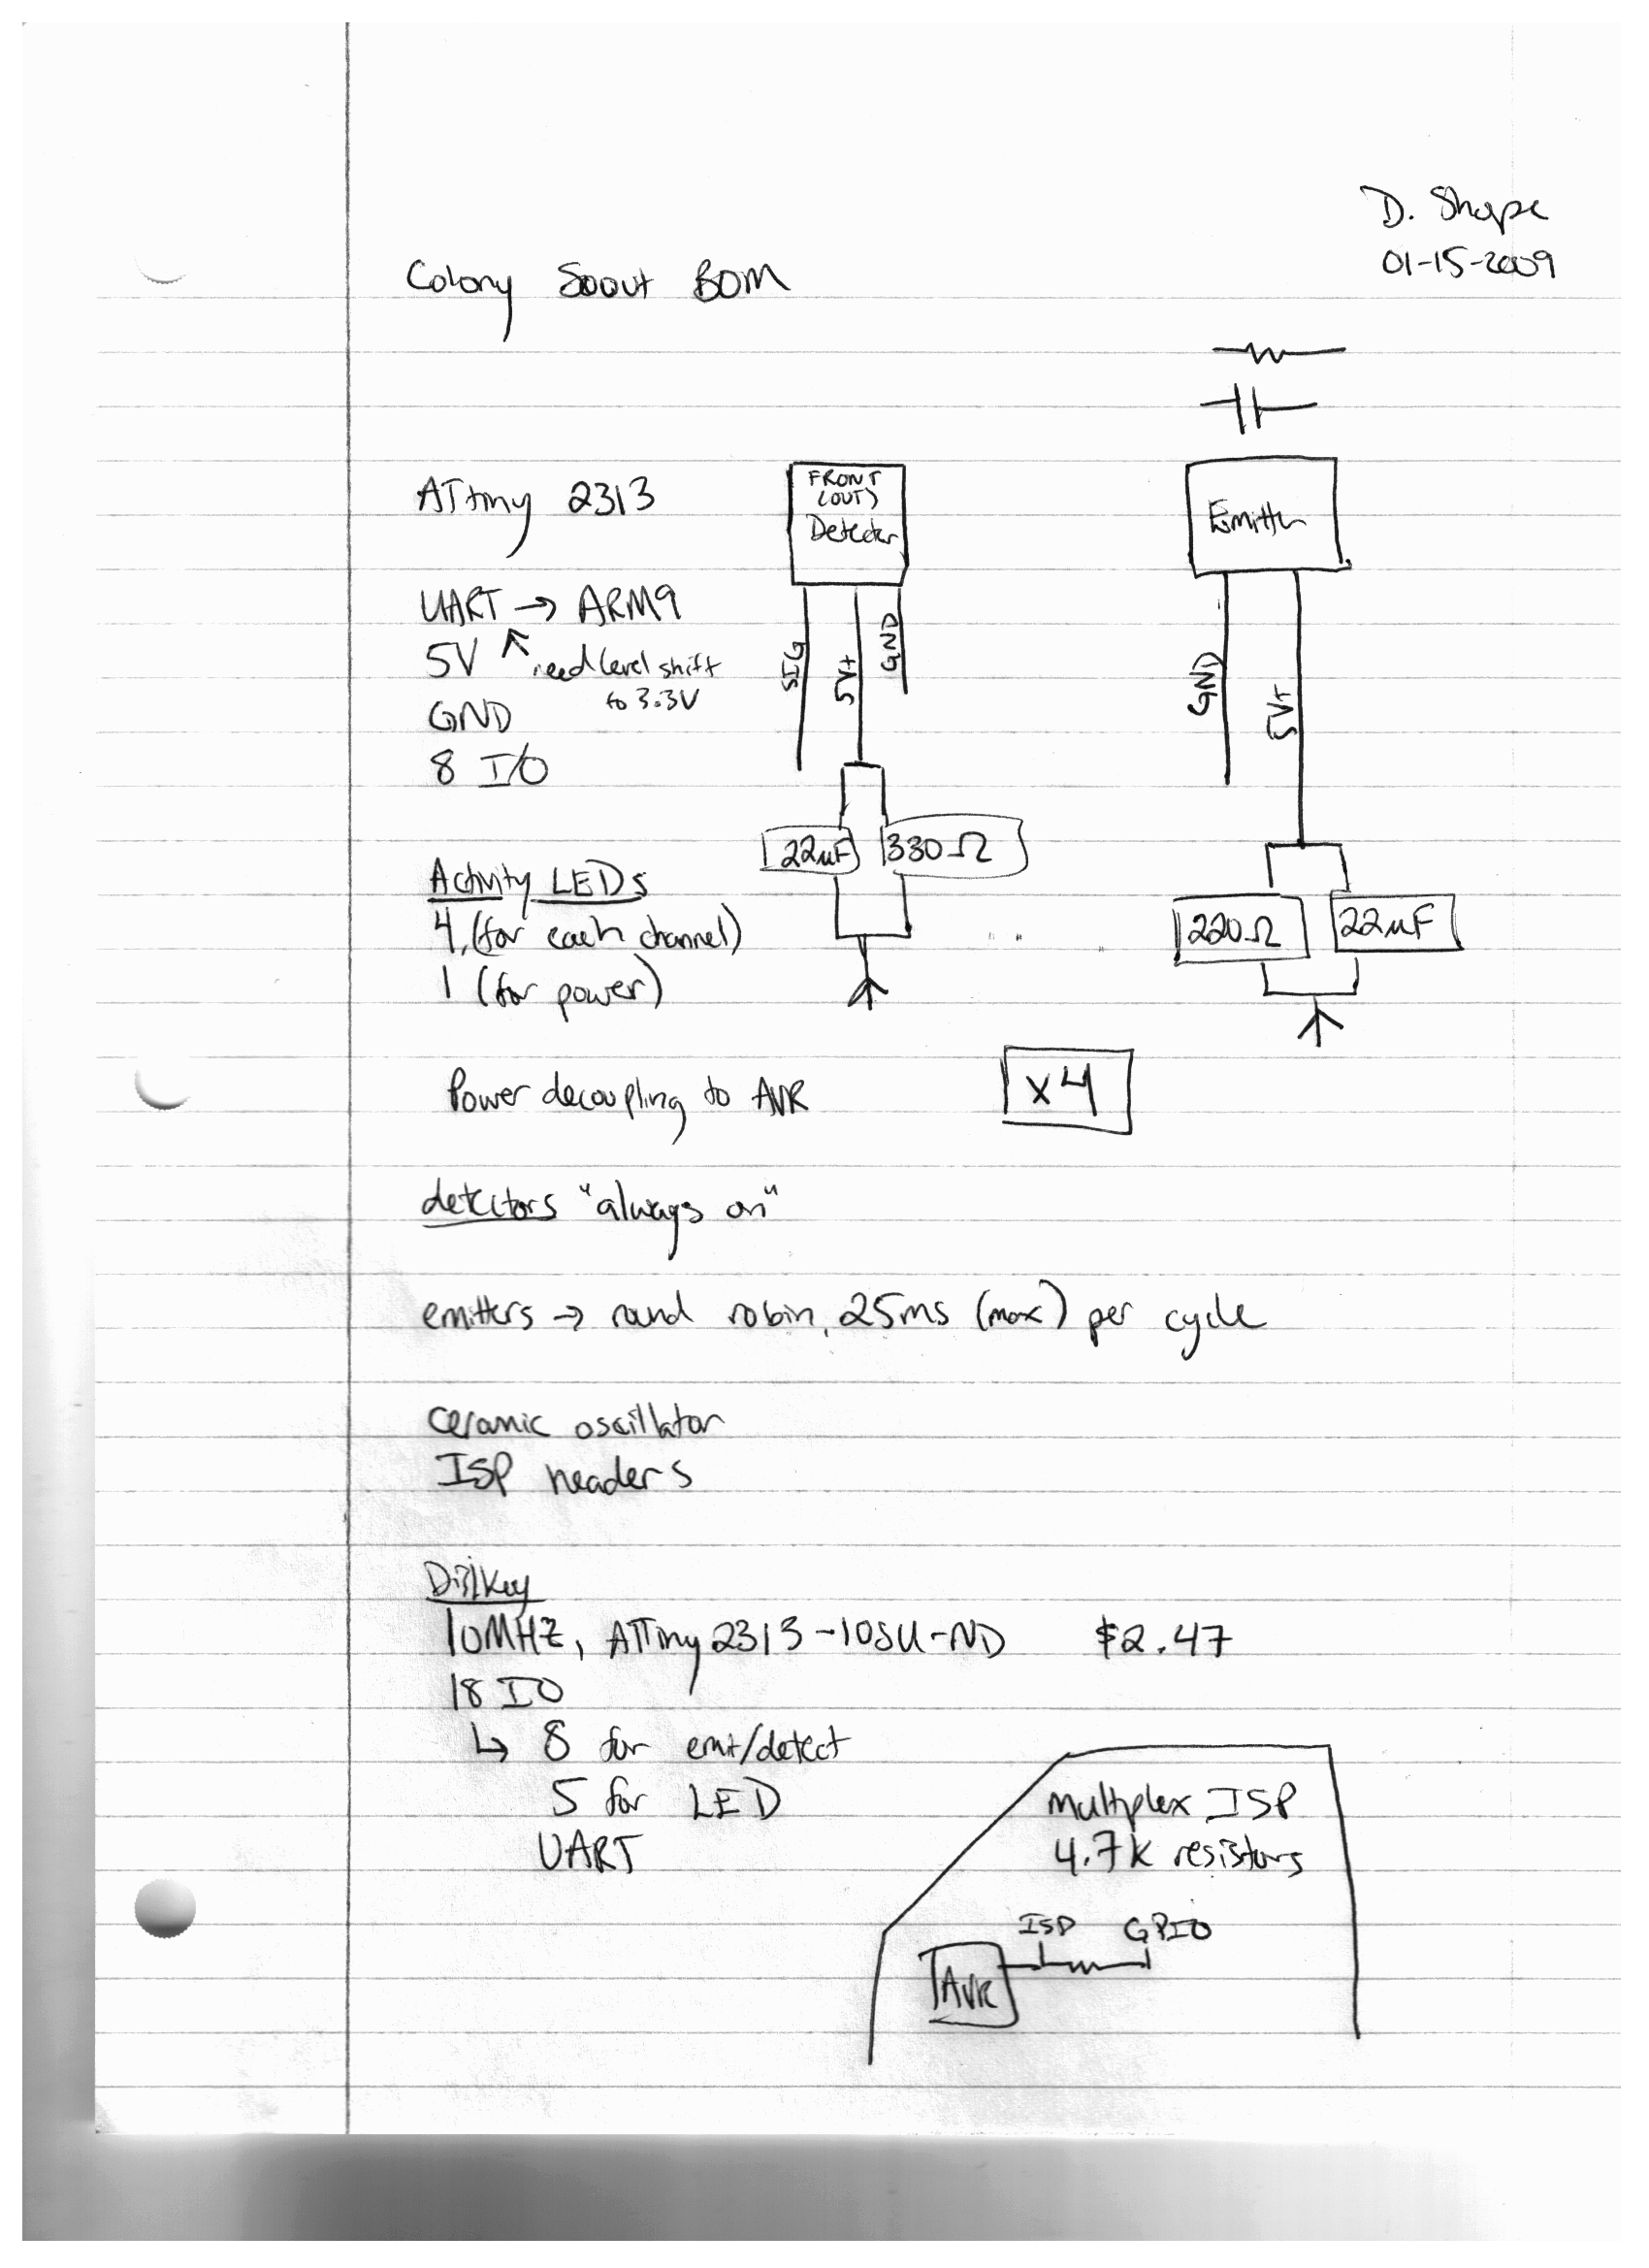 D. Shope
01-15-2009
Colony Scout BOM
ATtiny 2313
UART → ARM9
5V need level shift
to 3.3V
GND
8 I/O
FRONT
(OUT)
Detector
SIG
5V+
GND
22uF
330Ω
Emitter
GND
5V+
220Ω
22uF
Activity LEDs
4 (for each channel)
1 (for power)
Power decoupling to AVR
x4
detectors "always on"
emitters → round robin, 25ms (max) per cycle
ceramic oscillator
ISP headers
DigiKey
10MHz, ATTiny2313-10SU-ND $2.47
18 IO
↳ 8 for emit/detect
5 for LED
UART
multiplex ISP
4.7k resistors
ISP GPIO
AVR